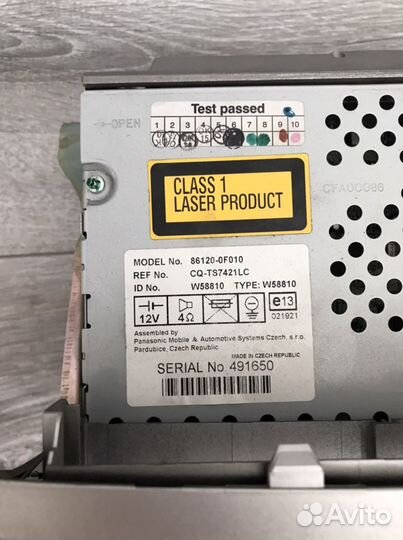 Test passed
OPEN
1 2 3 4 5 6 7 8 9 10
CLASS 1
LASER PRODUCT
CFA00086
MODEL No. 86120-0F010
REF No. CQ-TS7421LC
ID No. W58810 TYPE: W58810
12V 4Ω e13
021921
Assembled by
Panasonic Mobile & Automotive Systems Czech, s.r.o.
Pardubice, Czech Republic
MADE IN CZECH REPUBLIC
SERIAL No. 491650
Avito